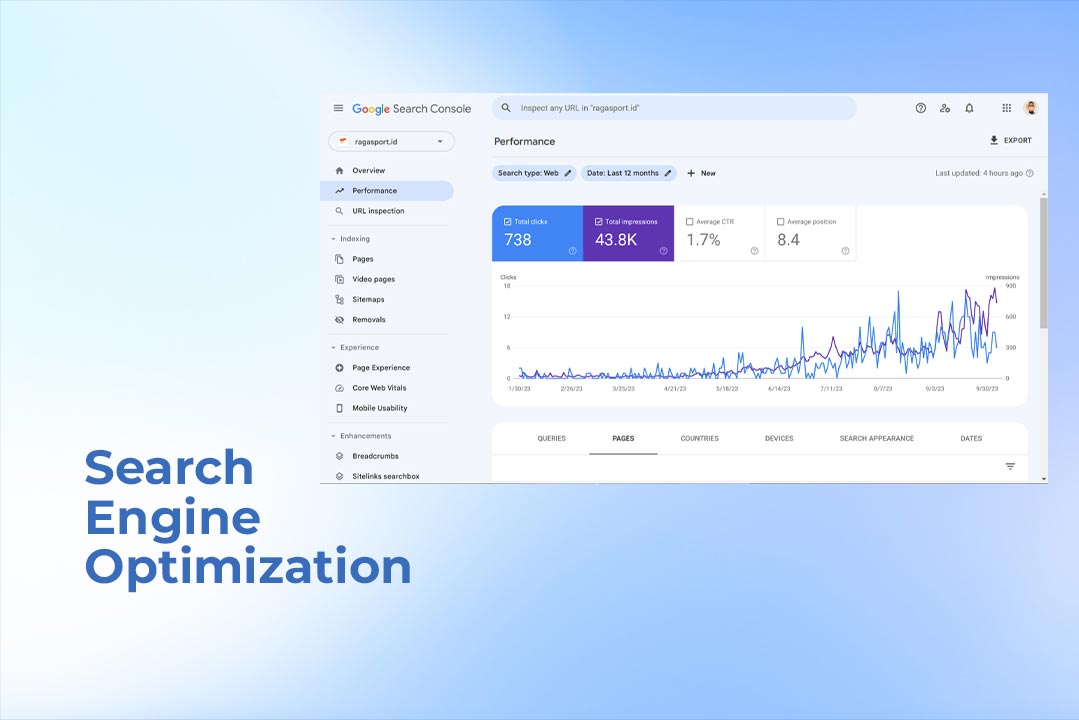 Google Search Console
Inspect any URL in "ragasport.id"
ragasport.id
Performance
EXPORT
Search type: Web
Date: Last 12 months
New
Last updated: 4 hours ago
Overview
Performance
URL inspection
Indexing
Pages
Video pages
Sitemaps
Removals
Experience
Page Experience
Core Web Vitals
Mobile Usability
Enhancements
Breadcrumbs
Sitelinks searchbox
Total clicks
738
Total impressions
43.8K
Average CTR
1.7%
Average position
8.4
Clicks
Impressions
18
12
6
0
900
600
300
0
1/30/23 2/26/23 3/25/23 4/21/23 5/18/23 6/14/23 7/11/23 8/7/23 9/3/23 9/30/23
QUERIES PAGES COUNTRIES DEVICES SEARCH APPEARANCE DATES
Search
Engine
Optimization